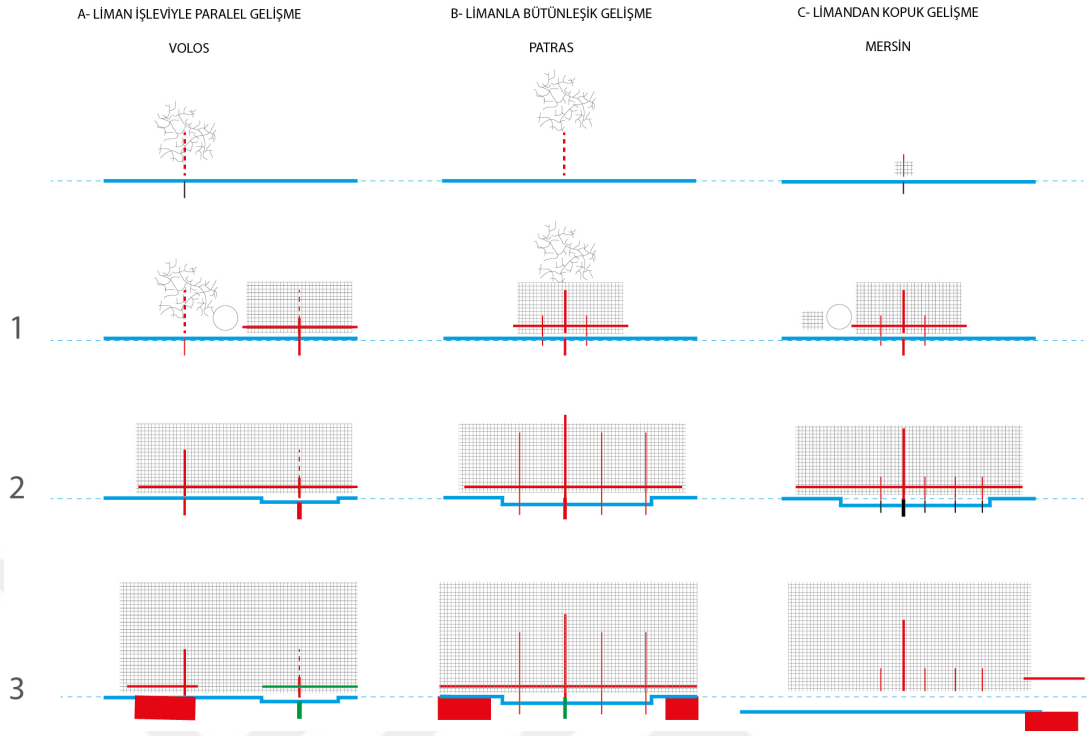 A- LİMAN İŞLEVİYLE PARALEL GELİŞME
B- LİMANLA BÜTÜNLEŞİK GELİŞME
C- LİMANDAN KOPUK GELİŞME
VOLOS
PATRAS
MERSİN
1
2
3